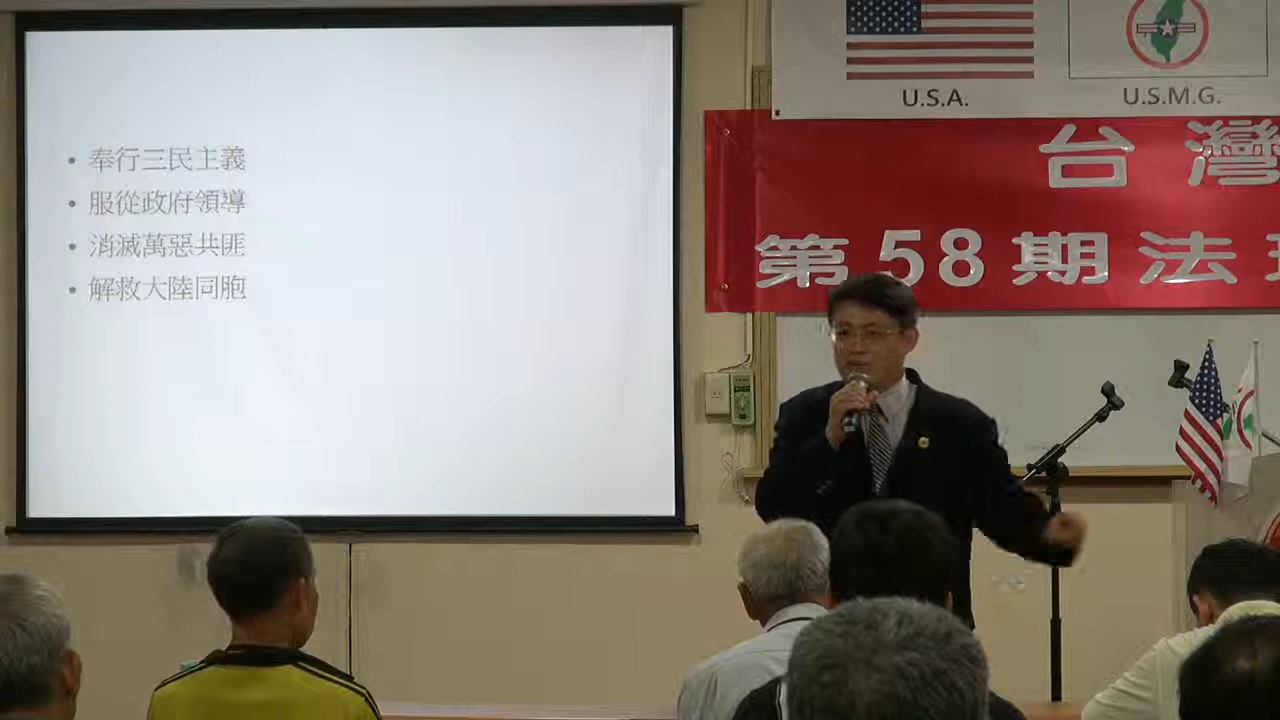 • 奉行三民主義
• 服從政府領導
• 消滅萬惡共匪
• 解救大陸同胞
U.S.A.
U.S.M.G.
台灣
第58期法